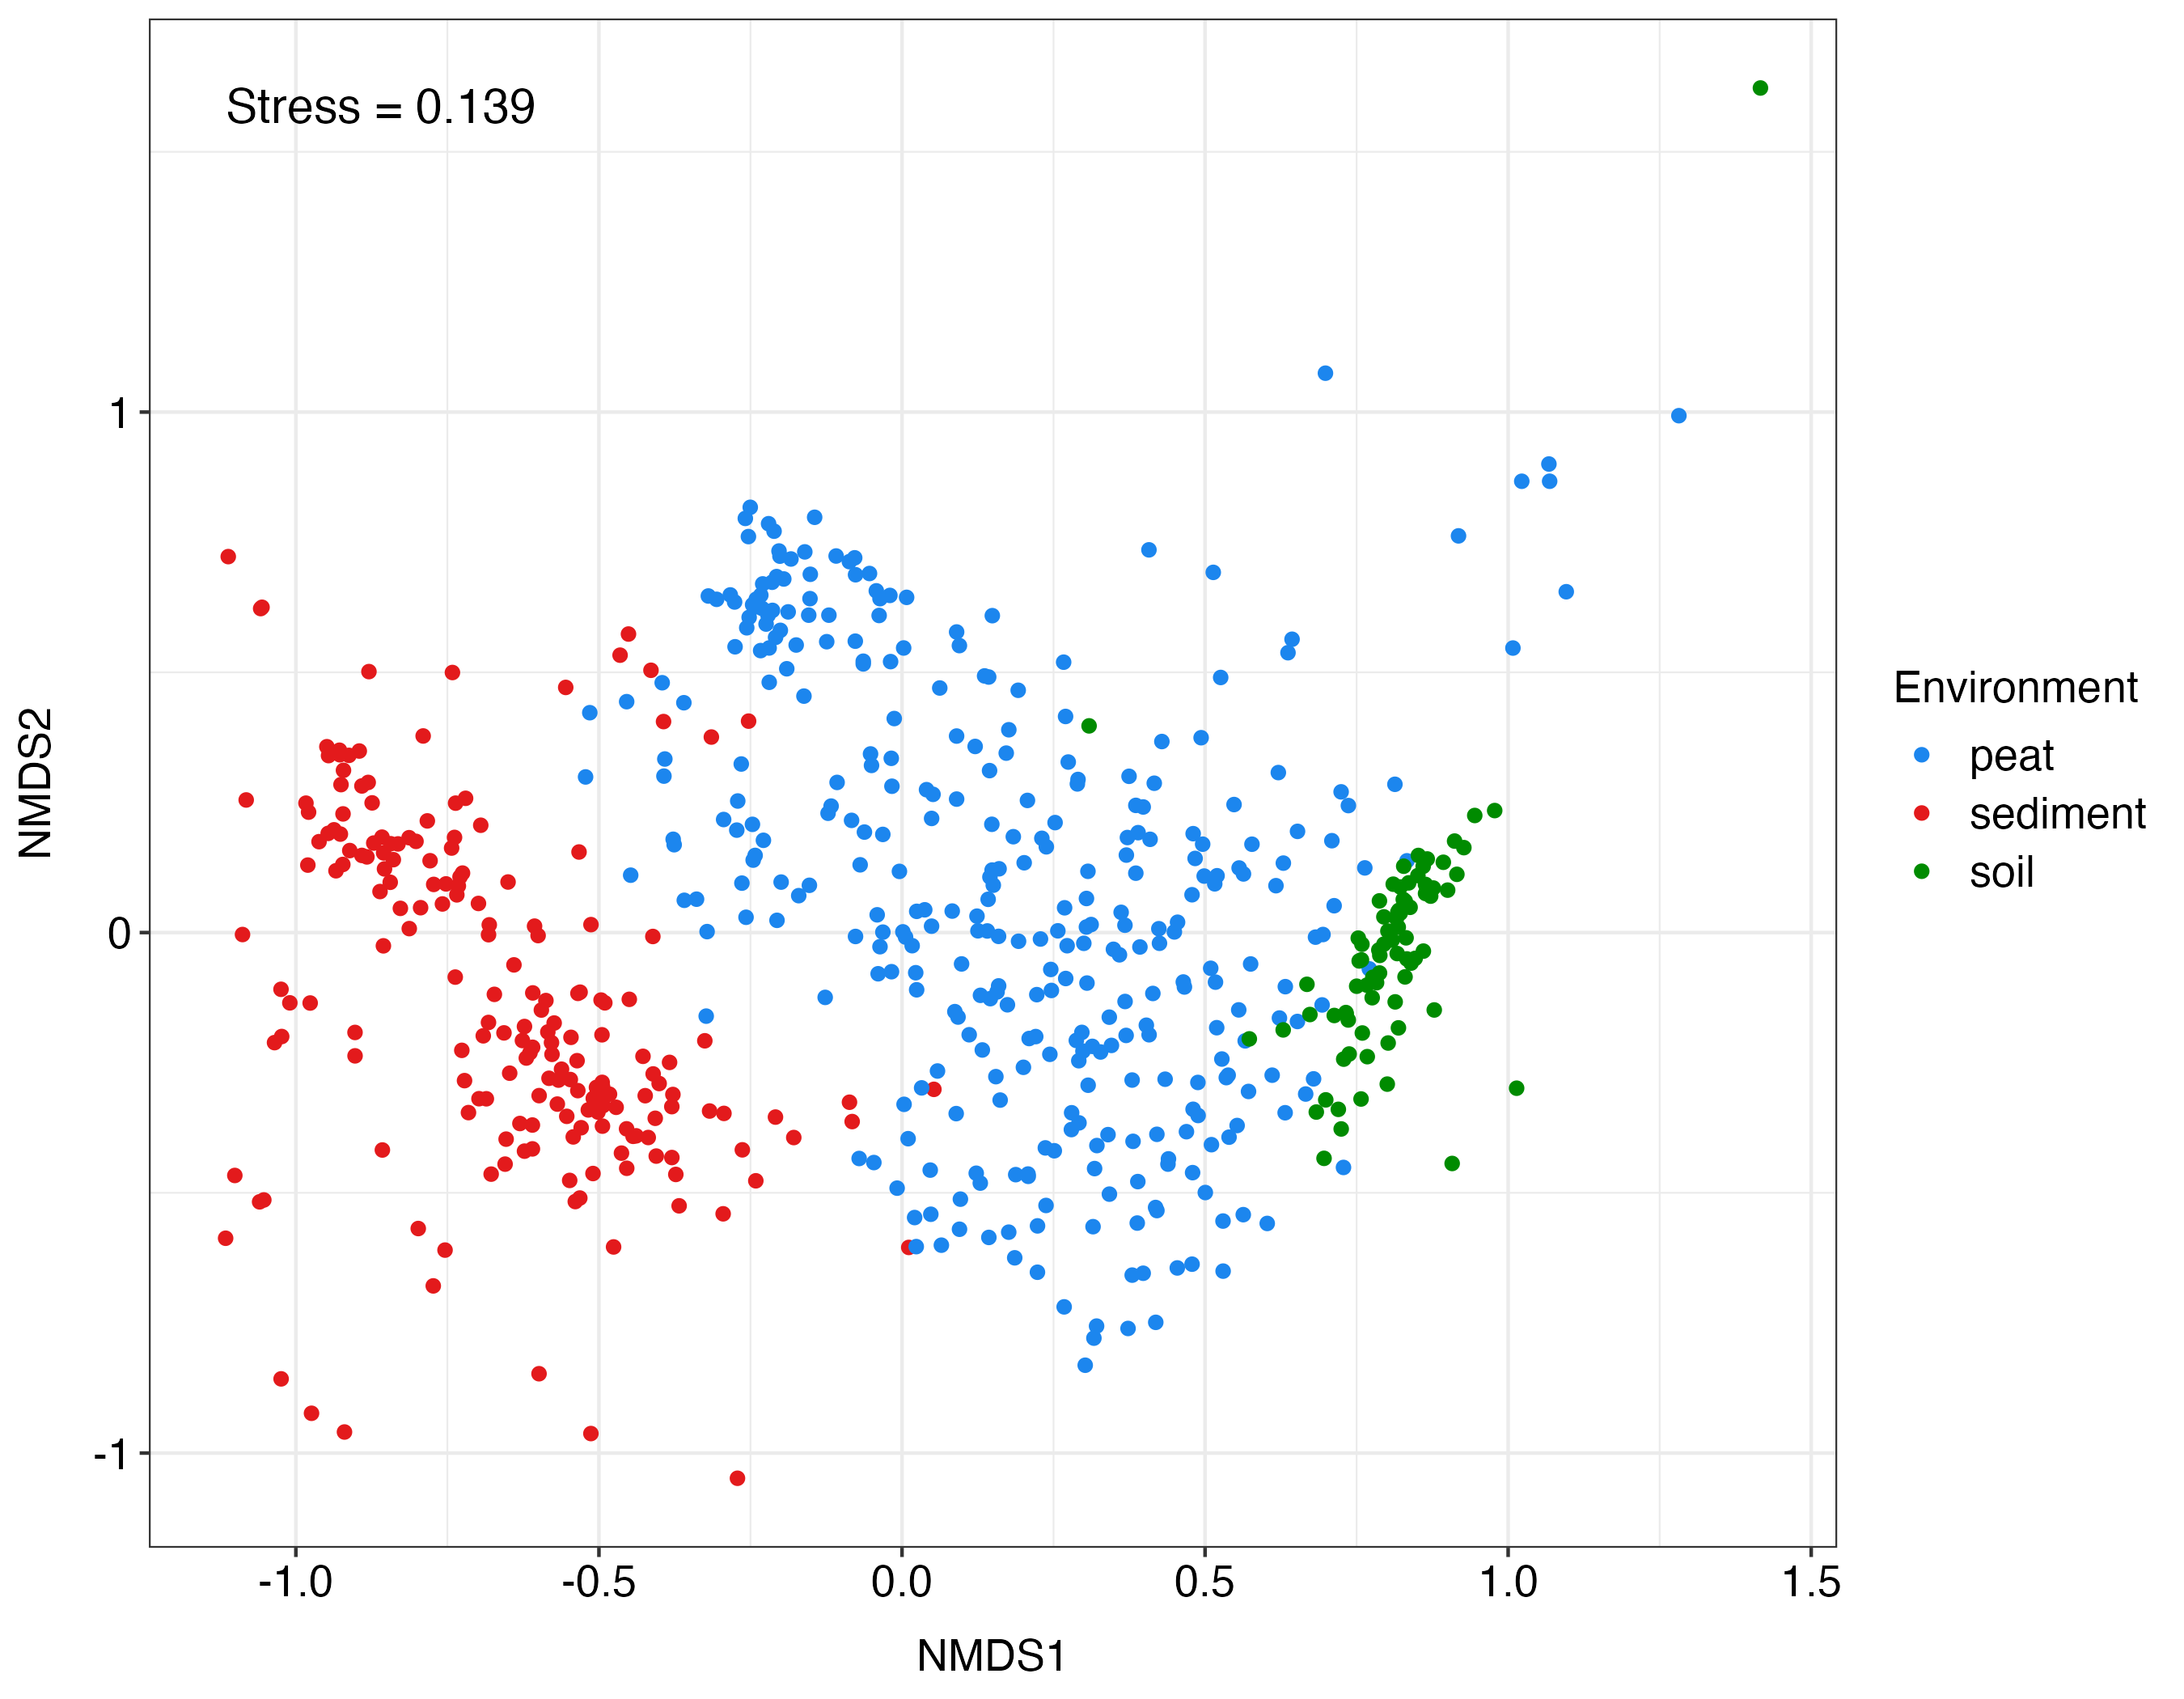 Stress = 0.139
NMDS2
1
0
-1
-1.0 -0.5 0.0 0.5 1.0 1.5
NMDS1
Environment
peat
sediment
soil